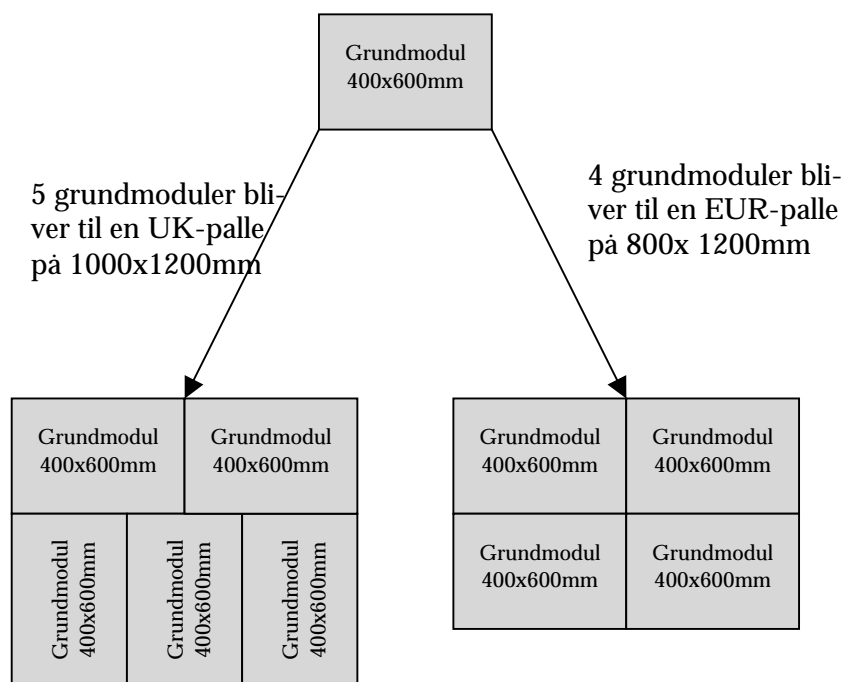 Grundmodul
400x600mm
5 grundmoduler bli-
ver til en UK-palle
på 1000x1200mm
4 grundmoduler bli-
ver til en EUR-palle
på 800x 1200mm
Grundmodul
400x600mm
Grundmodul
400x600mm
Grundmodul
400x600mm
Grundmodul
400x600mm
Grundmodul
400x600mm
Grundmodul
400x600mm
Grundmodul
400x600mm
Grundmodul
400x600mm
Grundmodul
400x600mm